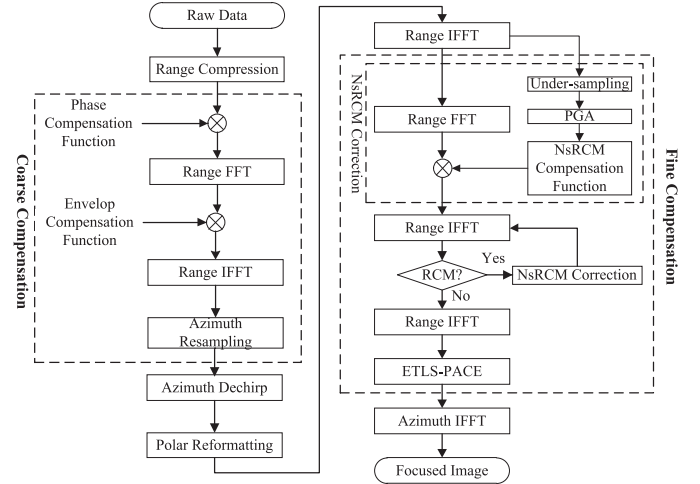 Raw Data
Range Compression
Coarse Compensation
Phase
Compensation
Function
Range FFT
Envelop
Compensation
Function
Range IFFT
Azimuth
Resampling
Azimuth Dechirp
Polar Reformatting
Range IFFT
Fine Compensation
NsRCM Correction
Under-sampling
PGA
NsRCM
Compensation
Function
Range FFT
Range IFFT
RCM?
Yes
NsRCM Correction
No
Range IFFT
ETLS-PACE
Azimuth IFFT
Focused Image